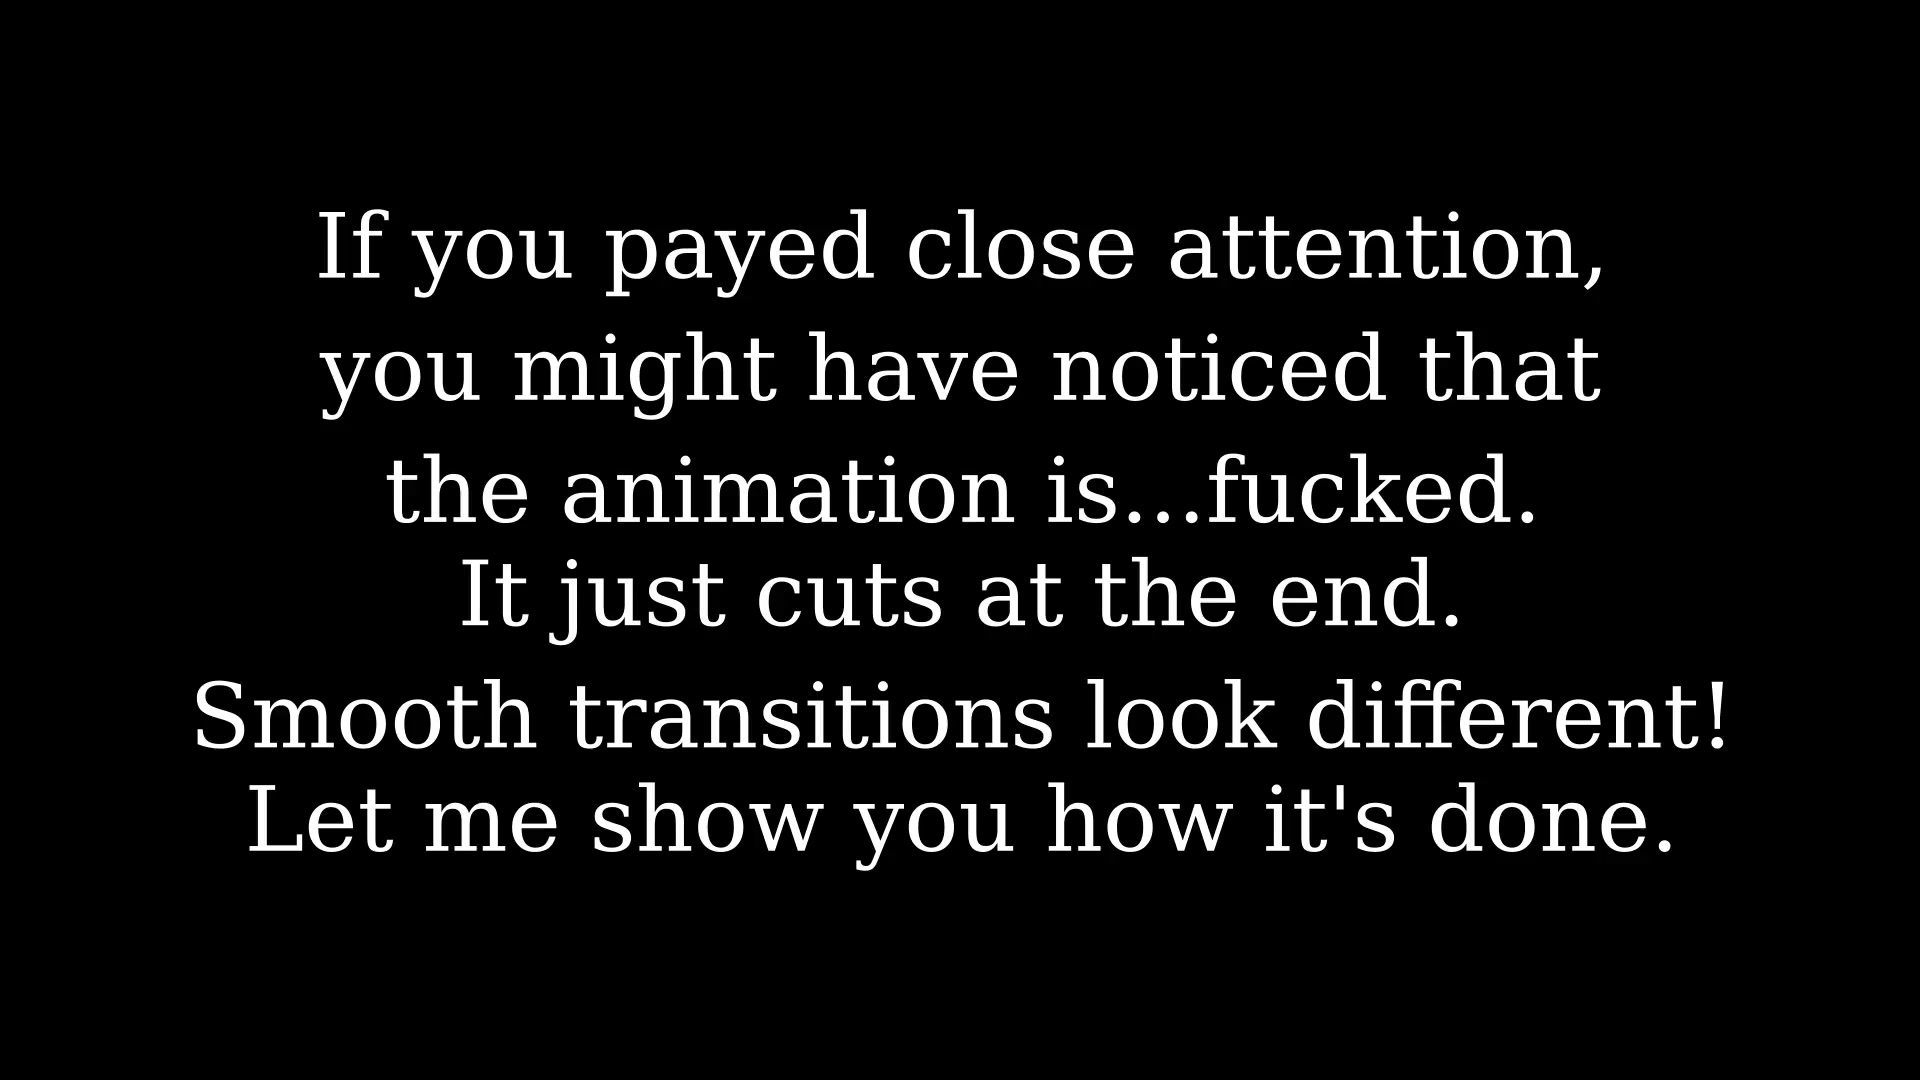 If you payed close attention,
you might have noticed that
the animation is...fucked.
It just cuts at the end.
Smooth transitions look different!
Let me show you how it's done.